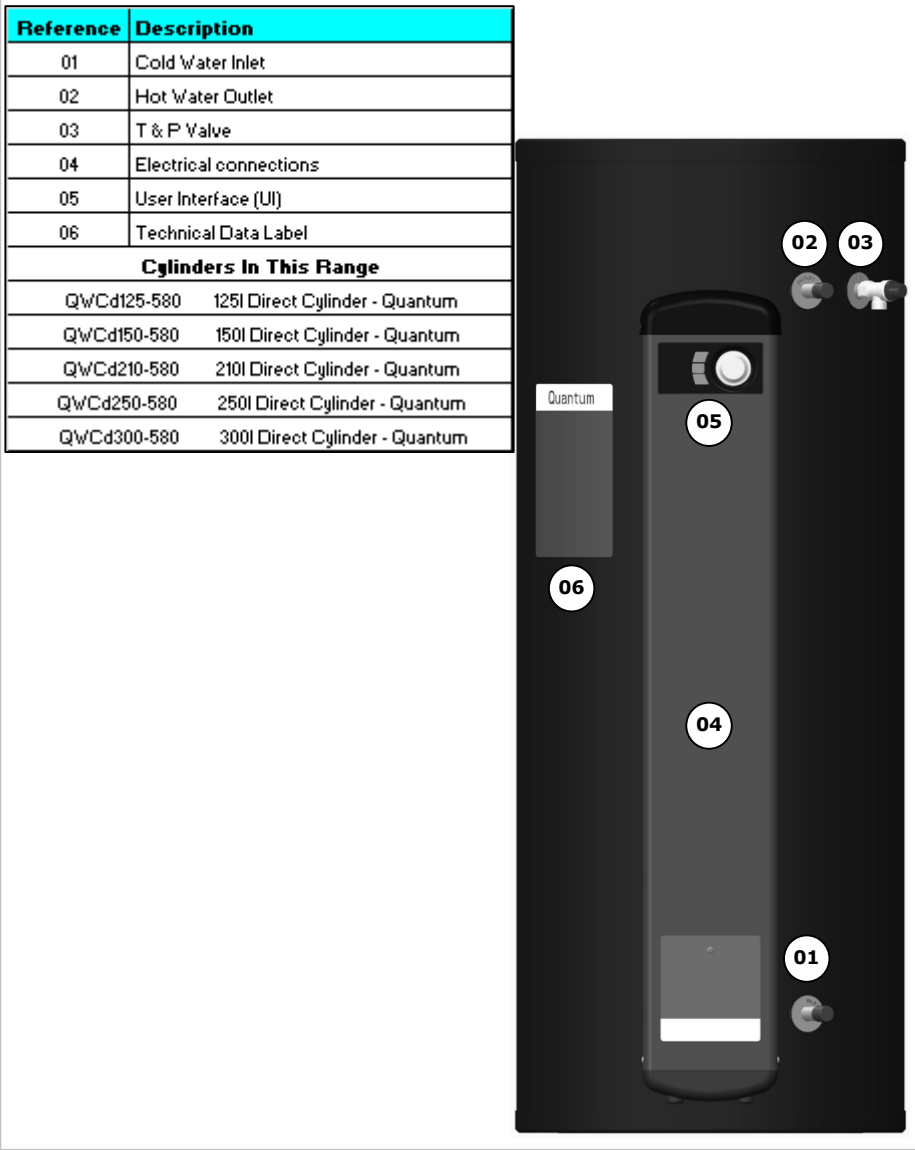 Reference Description
01 Cold Water Inlet
02 Hot Water Outlet
03 T & P Valve
04 Electrical connections
05 User Interface (UI)
06 Technical Data Label
Cylinders In This Range
QWCd125-580 125l Direct Cylinder - Quantum
QWCd150-580 150l Direct Cylinder - Quantum
QWCd210-580 210l Direct Cylinder - Quantum
QWCd250-580 250l Direct Cylinder - Quantum
QWCd300-580 300l Direct Cylinder - Quantum
02 03
Quantum
05
06
04
01